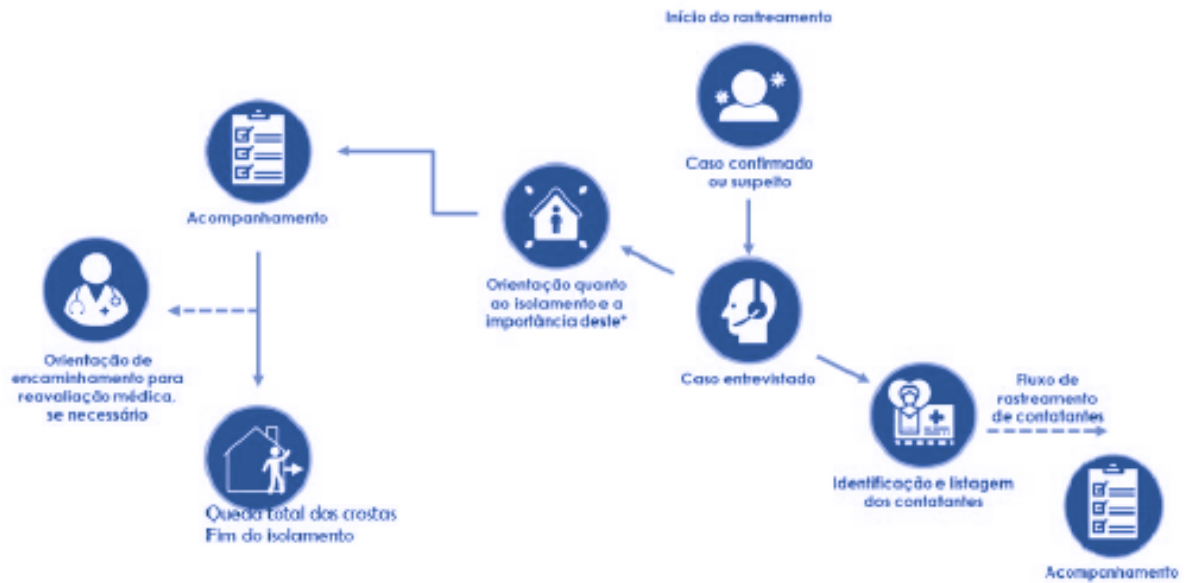 Início do rastreamento
Caso confirmado
ou suspeito
Acompanhamento
Orientação quanto
ao isolamento e a
importância deste*
Caso entrevistado
Orientação de
encaminhamento para
reavaliação médica,
se necessário
Queda total das crostas
Fim do isolamento
Fluxo de
rastreamento
de contatantes
Identificação e listagem
dos contatantes
Acompanhamento